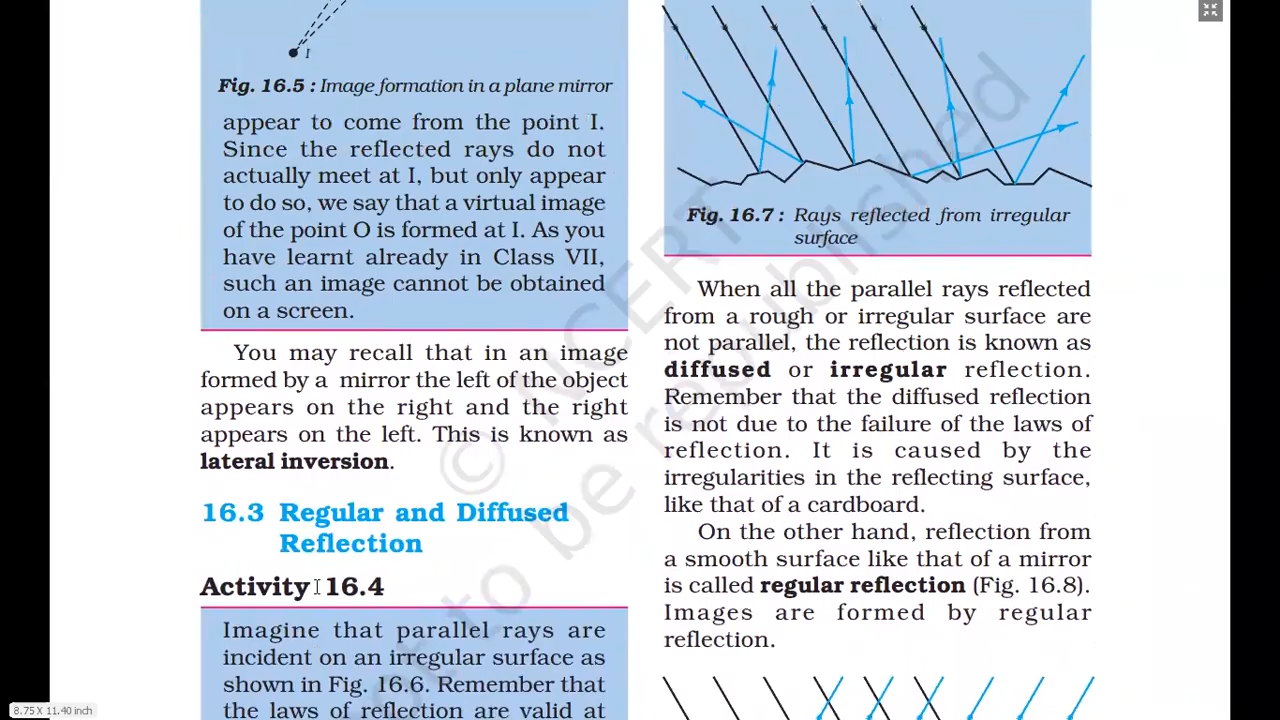 I
Fig. 16.5 : Image formation in a plane mirror
appear to come from the point I.
Since the reflected rays do not
actually meet at I, but only appear
to do so, we say that a virtual image
of the point O is formed at I. As you
have learnt already in Class VII,
such an image cannot be obtained
on a screen.
You may recall that in an image
formed by a mirror the left of the object
appears on the right and the right
appears on the left. This is known as
lateral inversion.
16.3 Regular and Diffused
Reflection
Activity 16.4
Imagine that parallel rays are
incident on an irregular surface as
shown in Fig. 16.6. Remember that
the laws of reflection are valid at
Fig. 16.7 : Rays reflected from irregular
surface
When all the parallel rays reflected
from a rough or irregular surface are
not parallel, the reflection is known as
diffused or irregular reflection.
Remember that the diffused reflection
is not due to the failure of the laws of
reflection. It is caused by the
irregularities in the reflecting surface,
like that of a cardboard.
On the other hand, reflection from
a smooth surface like that of a mirror
is called regular reflection (Fig. 16.8).
Images are formed by regular
reflection.
© NCERT
not to be republished
8.75 X 11.40 inch